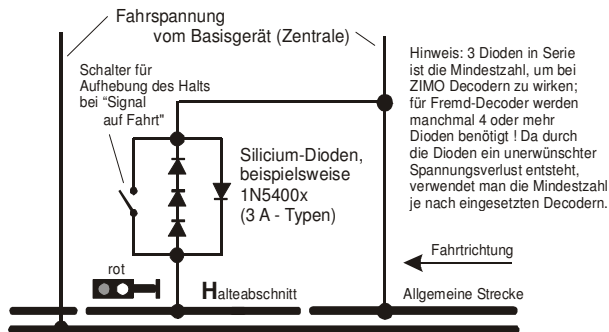 Fahrspannung
vom Basisgerät (Zentrale)
Schalter für
Aufhebung des Halts
bei "Signal
auf Fahrt"
Silicium-Dioden,
beispielsweise
1N5400x
(3 A - Typen)
Hinweis: 3 Dioden in Serie
ist die Mindestzahl, um bei
ZIMO Decodern zu wirken;
für Fremd-Decoder werden
manchmal 4 oder mehr
Dioden benötigt ! Da durch
die Dioden ein unerwünschter
Spannungsverlust entsteht,
verwendet man die Mindestzahl
je nach eingesetzten Decodern.
Fahrtrichtung
rot
Halteabschnitt
Allgemeine Strecke